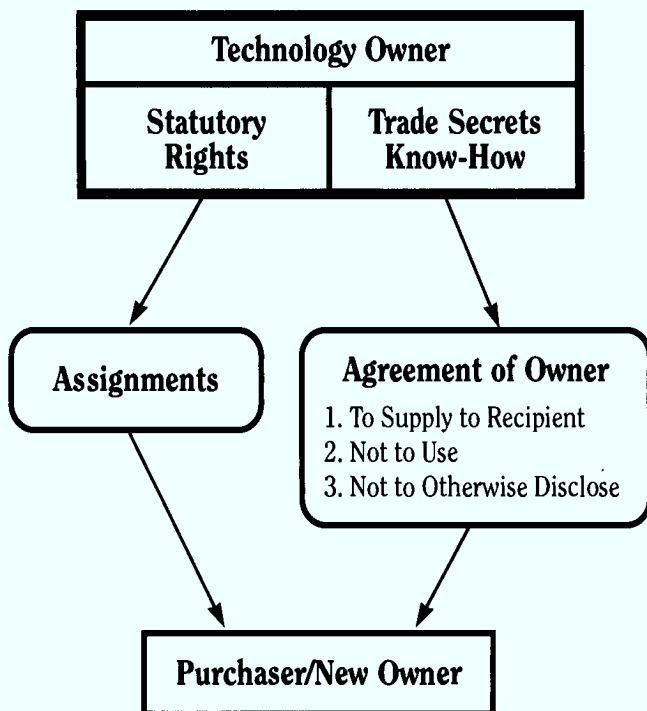 Technology Owner
Statutory
Rights
Trade Secrets
Know-How
Assignments
Agreement of Owner
1. To Supply to Recipient
2. Not to Use
3. Not to Otherwise Disclose
Purchaser/New Owner